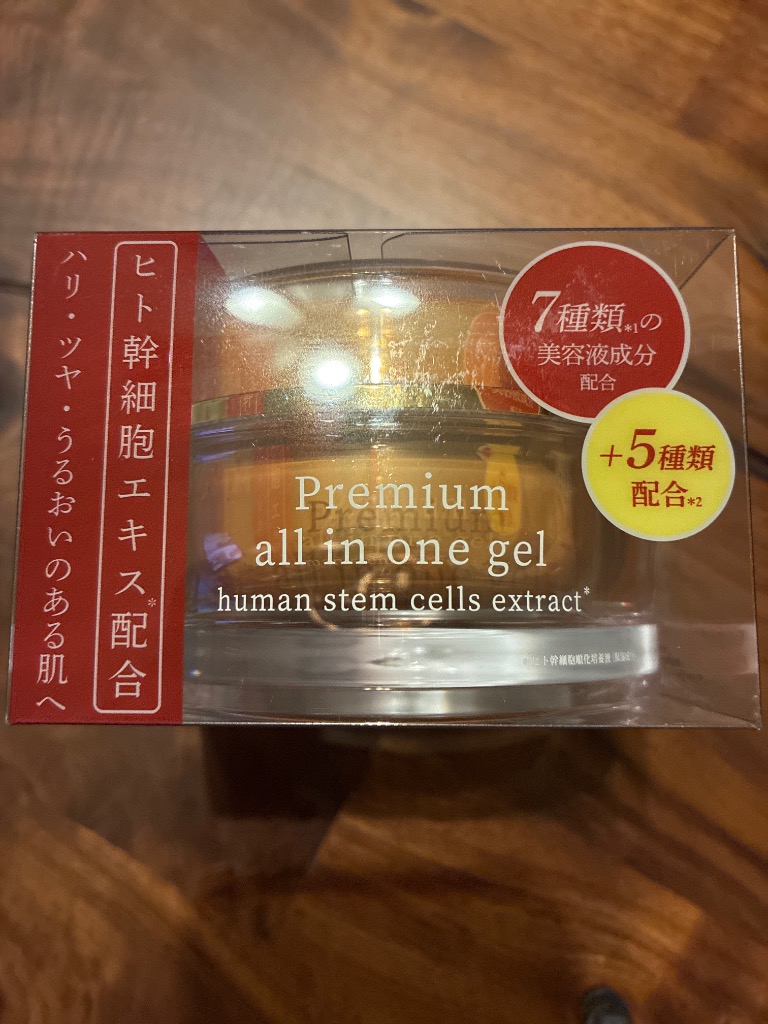 ヒト幹細胞エキス*配合
ハリ・ツヤ・うるおいのある肌へ
7種類*1の
美容液成分
配合
+5種類
配合*2
Premium
all in one gel
human stem cells extract*
Premium